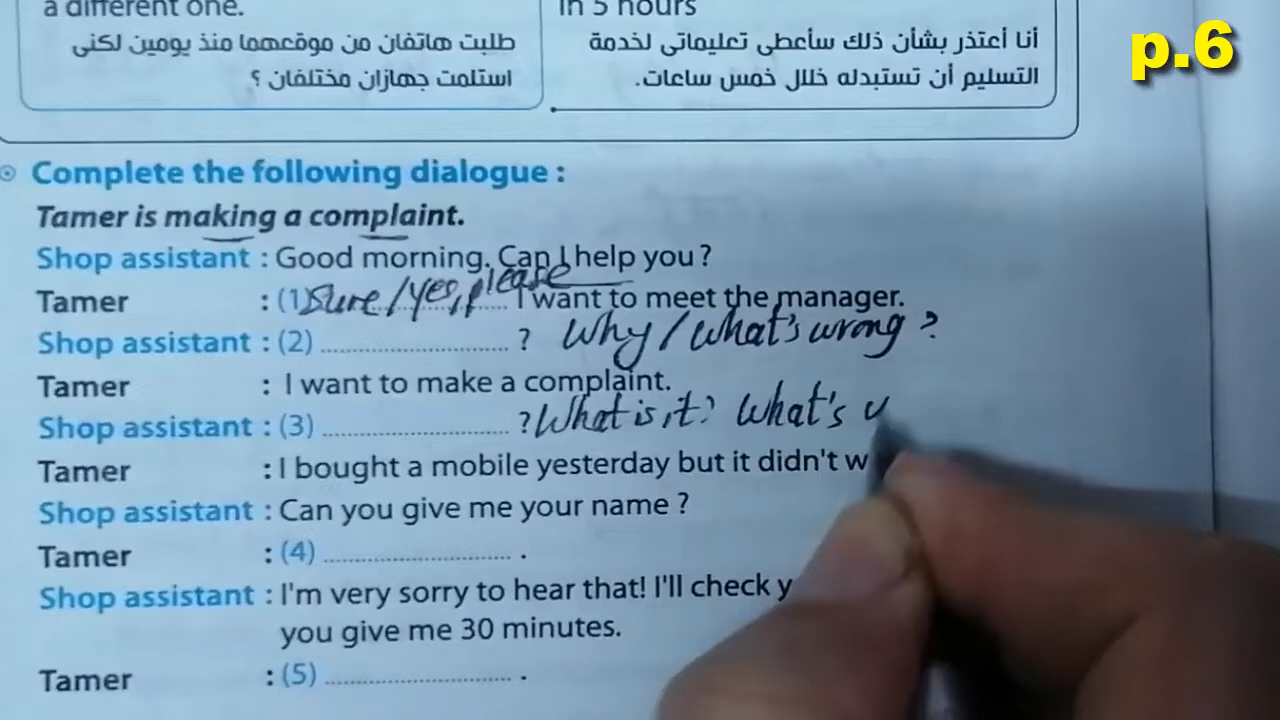 a different one.
in 5 hours
طلبت هاتفان من موقعهما منذ يومين لكنى
استلمت جهازان مختلفان ؟
أنا أعتذر بشأن ذلك سأعطى تعليماتى لخدمة
التسليم أن تستبدله خلال خمس ساعات.
p.6
Complete the following dialogue :
Tamer is making a complaint.
Shop assistant : Good morning. Can I help you ?
Tamer : (1) Sure / Yes, please I want to meet the manager.
Shop assistant : (2) ........................ ? Why / What's wrong ?
Tamer : I want to make a complaint.
Shop assistant : (3) ........................ ? What is it? What's
Tamer : I bought a mobile yesterday but it didn't
Shop assistant : Can you give me your name ?
Tamer : (4) ........................ .
Shop assistant : I'm very sorry to hear that! I'll check
you give me 30 minutes.
Tamer : (5) ........................ .